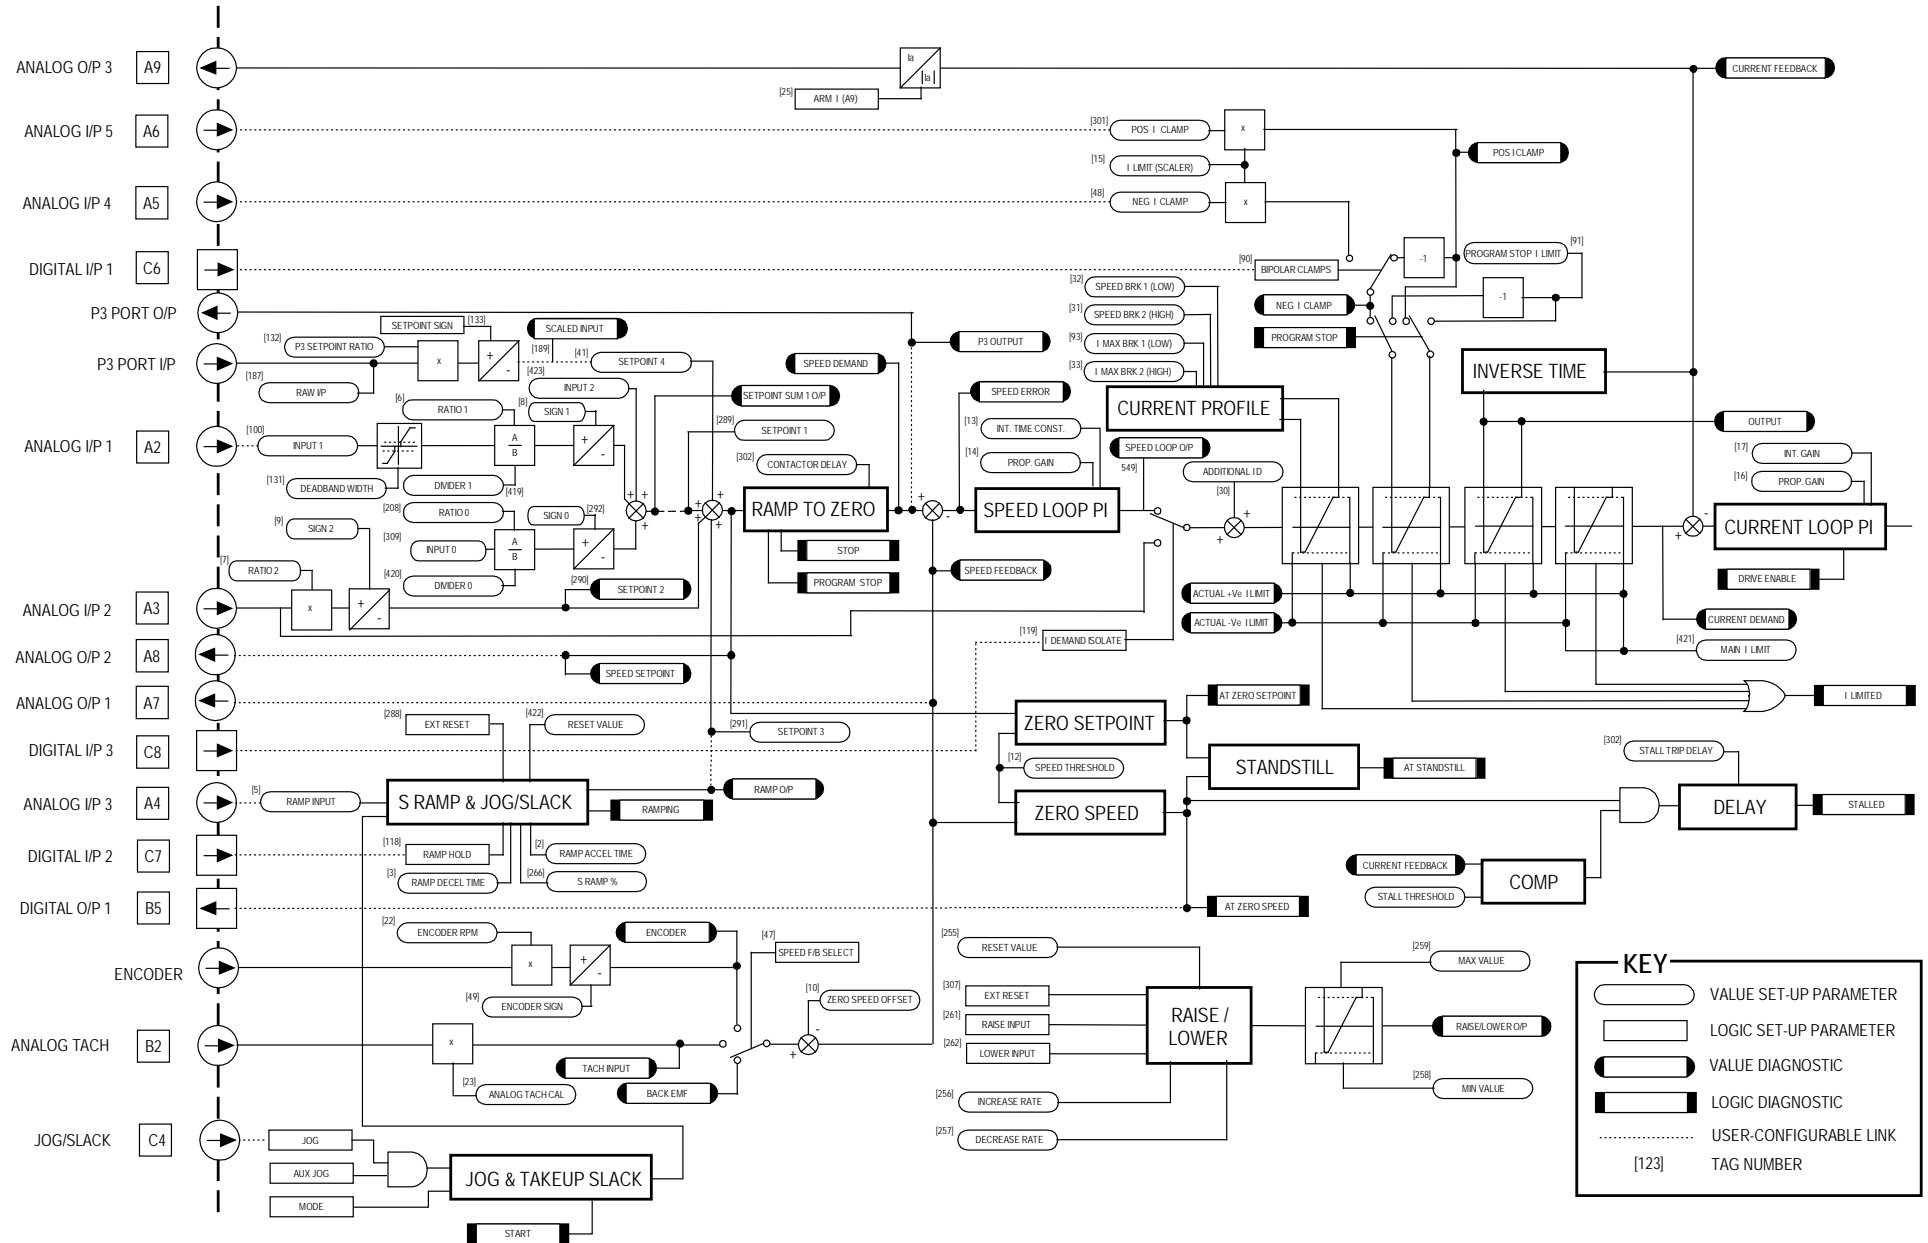 ANALOG O/P 3
A9
Ia
|Ia|
CURRENT FEEDBACK
[25]
ARM I (A9)
ANALOG I/P 5
A6
[301]
POS I CLAMP
x
POS I CLAMP
[15]
I LIMIT (SCALER)
ANALOG I/P 4
A5
[48]
NEG I CLAMP
x
DIGITAL I/P 1
C6
[90]
BIPOLAR CLAMPS
-1
PROGRAM STOP I LIMIT
[91]
-1
NEG I CLAMP
PROGRAM STOP
P3 PORT O/P
[32]
SPEED BRK 1 (LOW)
[31]
SPEED BRK 2 (HIGH)
[93]
I MAX BRK 1 (LOW)
[33]
I MAX BRK 2 (HIGH)
CURRENT PROFILE
INVERSE TIME
P3 PORT I/P
[132]
P3 SETPOINT RATIO
SETPOINT SIGN
[133]
x
+
-
SCALED INPUT
[189]
[41]
SETPOINT 4
[187]
RAW I/P
P3 OUTPUT
SPEED DEMAND
SPEED ERROR
[423]
INPUT 2
SETPOINT SUM 1 O/P
[289]
SETPOINT 1
ANALOG I/P 1
A2
[100]
INPUT 1
[6]
RATIO 1
[8]
SIGN 1
A
B
+
-
[131]
DEADBAND WIDTH
DIVIDER 1
[419]
[208]
RATIO 0
SIGN 0
[292]
[309]
INPUT 0
A
B
+
-
[420]
DIVIDER 0
+
+
+
+
+
+
[302]
CONTACTOR DELAY
RAMP TO ZERO
STOP
PROGRAM STOP
+
-
[13]
INT. TIME CONST.
[14]
PROP. GAIN
SPEED LOOP PI
SPEED LOOP O/P
549]
ADDITIONAL ID
[30]
+
+
OUTPUT
[17]
INT. GAIN
[16]
PROP. GAIN
-
+
CURRENT LOOP PI
DRIVE ENABLE
SPEED FEEDBACK
[9]
SIGN 2
[7]
RATIO 2
x
+
-
[290]
SETPOINT 2
ANALOG I/P 2
A3
ACTUAL +Ve I LIMIT
ACTUAL -Ve I LIMIT
CURRENT DEMAND
[421]
MAIN I LIMIT
[119]
I DEMAND ISOLATE
ANALOG O/P 2
A8
SPEED SETPOINT
ANALOG O/P 1
A7
AT ZERO SETPOINT
I LIMITED
DIGITAL I/P 3
C8
[288]
EXT RESET
[422]
RESET VALUE
[291]
SETPOINT 3
ZERO SETPOINT
[12]
SPEED THRESHOLD
STANDSTILL
AT STANDSTILL
[302]
STALL TRIP DELAY
ANALOG I/P 3
A4
[5]
RAMP INPUT
S RAMP & JOG/SLACK
RAMP O/P
RAMPING
ZERO SPEED
DELAY
STALLED
DIGITAL I/P 2
C7
[118]
RAMP HOLD
[2]
RAMP ACCEL TIME
[3]
RAMP DECEL TIME
[266]
S RAMP %
CURRENT FEEDBACK
STALL THRESHOLD
COMP
DIGITAL O/P 1
B5
AT ZERO SPEED
[22]
ENCODER RPM
ENCODER
[47]
SPEED F/B SELECT
ENCODER
x
+
-
[49]
ENCODER SIGN
[10]
ZERO SPEED OFFSET
-
+
ANALOG TACH
B2
x
TACH INPUT
[23]
ANALOG TACH CAL
BACK EMF
[255]
RESET VALUE
[307]
EXT RESET
[261]
RAISE INPUT
[262]
LOWER INPUT
[256]
INCREASE RATE
[257]
DECREASE RATE
RAISE /
LOWER
[259]
MAX VALUE
RAISE/LOWER O/P
[258]
MIN VALUE
JOG/SLACK
C4
JOG
AUX JOG
MODE
JOG & TAKEUP SLACK
START
KEY
VALUE SET-UP PARAMETER
LOGIC SET-UP PARAMETER
VALUE DIAGNOSTIC
LOGIC DIAGNOSTIC
USER-CONFIGURABLE LINK
[123]
TAG NUMBER